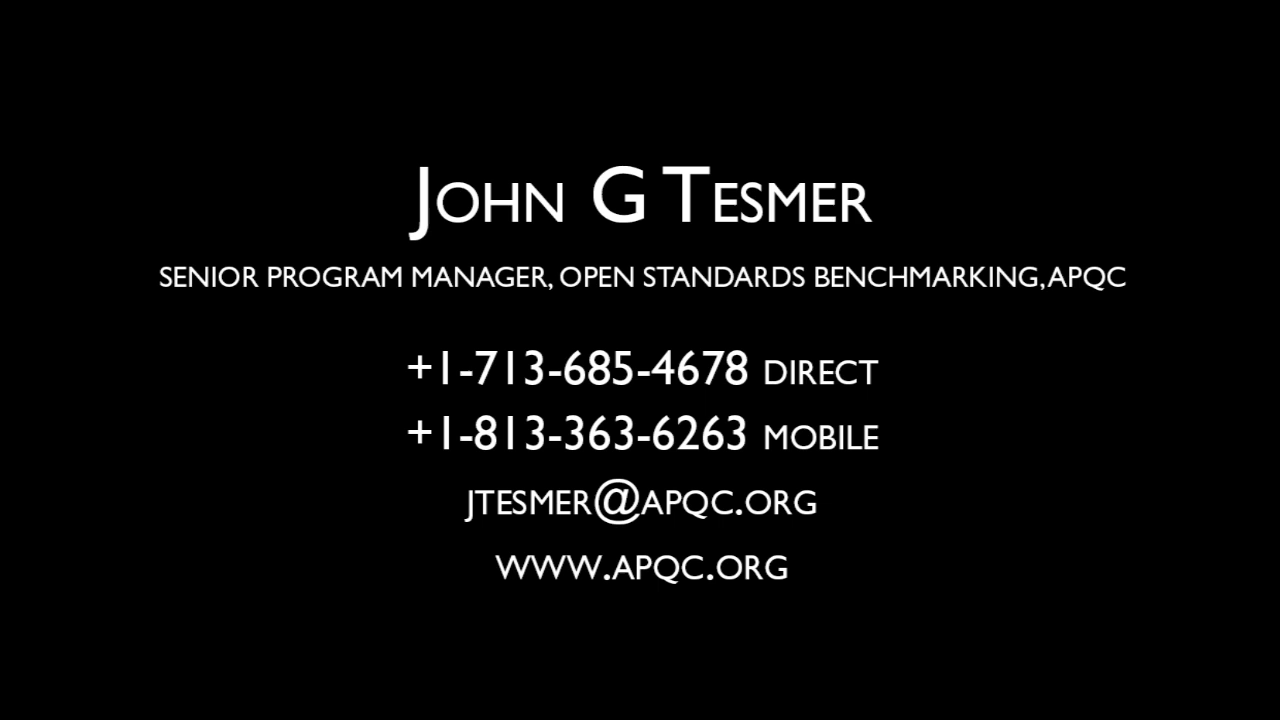 John G Tesmer
SENIOR PROGRAM MANAGER, OPEN STANDARDS BENCHMARKING, APQC
+1-713-685-4678 DIRECT
+1-813-363-6263 MOBILE
JTESMER@APQC.ORG
WWW.APQC.ORG